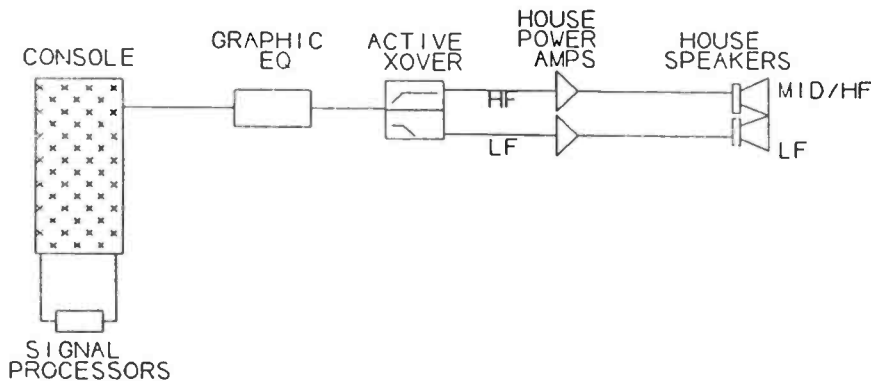 CONSOLE
GRAPHIC
EQ
ACTIVE
XOVER
HOUSE
POWER
AMPS
HOUSE
SPEAKERS
HF
MID/HF
LF
LF
SIGNAL
PROCESSORS